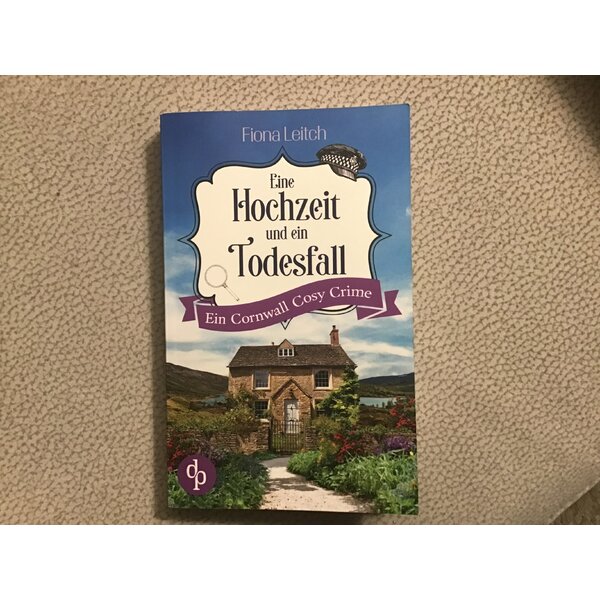 Fiona Leitch
Eine
Hochzeit
und ein
Todesfall
Ein Cornwall Cosy Crime
dp